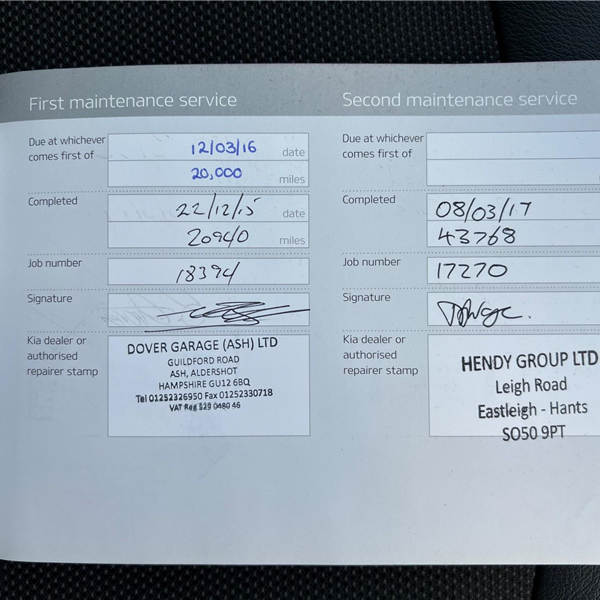 First maintenance service
Due at whichever comes first of
12/03/16 date
20,000 miles
Completed
22/12/15 date
20940 miles
Job number
18394
Signature
Kia dealer or authorised repairer stamp
DOVER GARAGE (ASH) LTD
GUILDFORD ROAD
ASH, ALDERSHOT
HAMPSHIRE GU12 6BQ
Tel 01252326950 Fax 01252330718
VAT Reg 529 0480 46
Second maintenance service
Due at whichever comes first of
Completed
08/03/17
43768
Job number
17270
Signature
Kia dealer or authorised repairer stamp
HENDY GROUP LTD
Leigh Road
Eastleigh - Hants
SO50 9PT